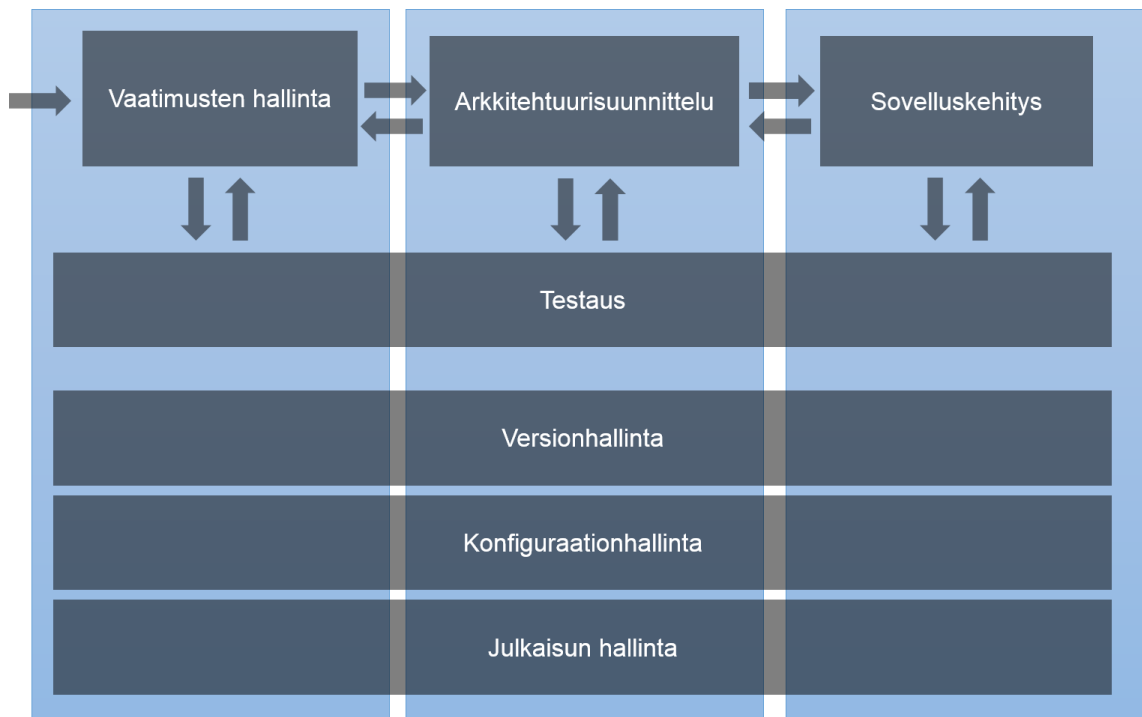 Vaatimusten hallinta
Arkkitehtuurisuunnittelu
Sovelluskehitys
Testaus
Versionhallinta
Konfiguraationhallinta
Julkaisun hallinta